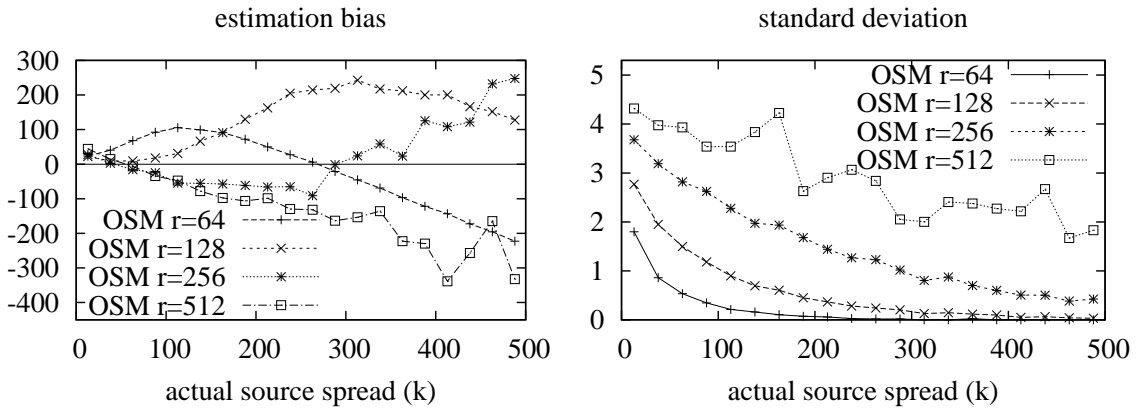 estimation bias
300
200
100
0
-100
-200
-300
-400
OSM r=64
OSM r=128
OSM r=256
OSM r=512
0 100 200 300 400 500
actual source spread (k)
standard deviation
5
4
3
2
1
0
OSM r=64
OSM r=128
OSM r=256
OSM r=512
0 100 200 300 400 500
actual source spread (k)